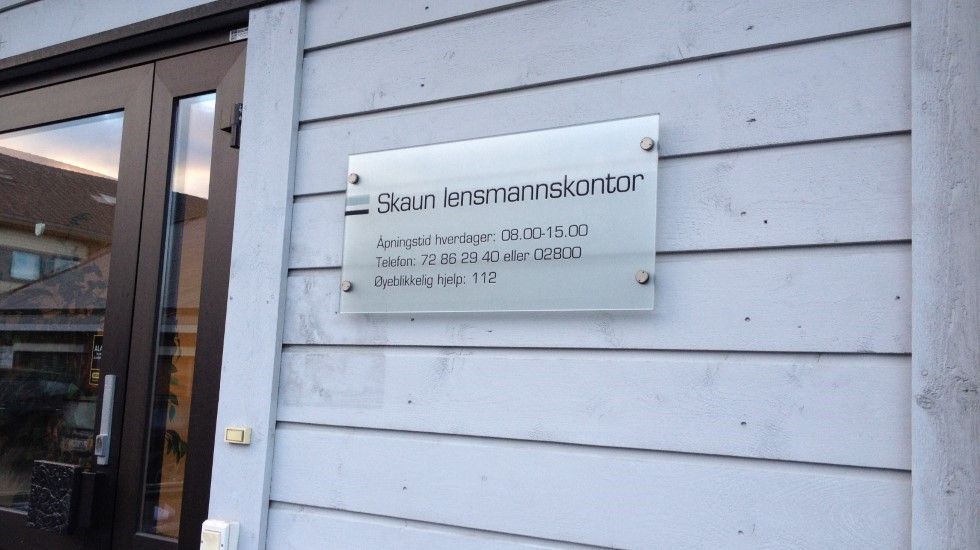 Skaun lensmannskontor
Åpningstid hverdager: 08.00-15.00
Telefon: 72 86 29 40 eller 02800
Øyeblikkelig hjelp: 112